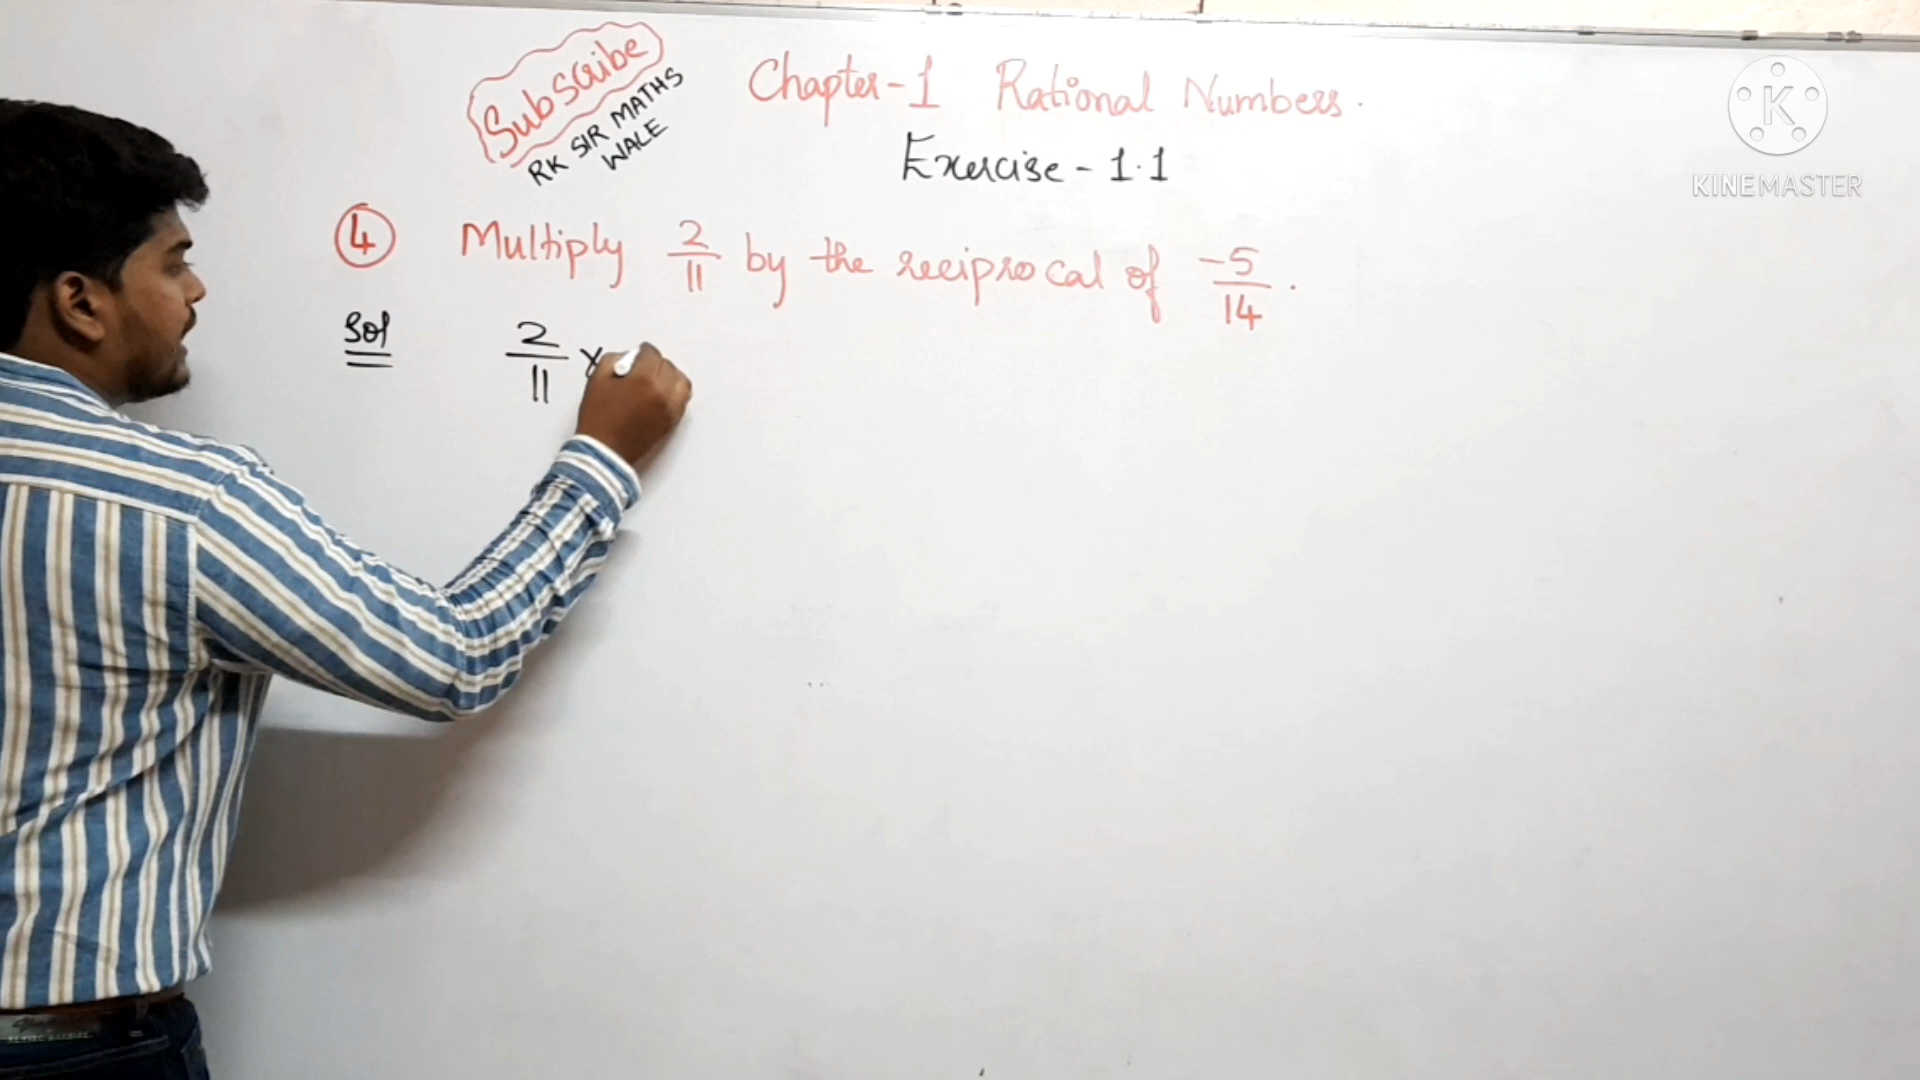 Subscribe
RK SIR MATHS
WALE
Chapter-1 Rational Numbers.
Exercise - 1.1
K
KINEMASTER
4 Multiply 2/11 by the reciprocal of -5/14.
Sol 2/11 x